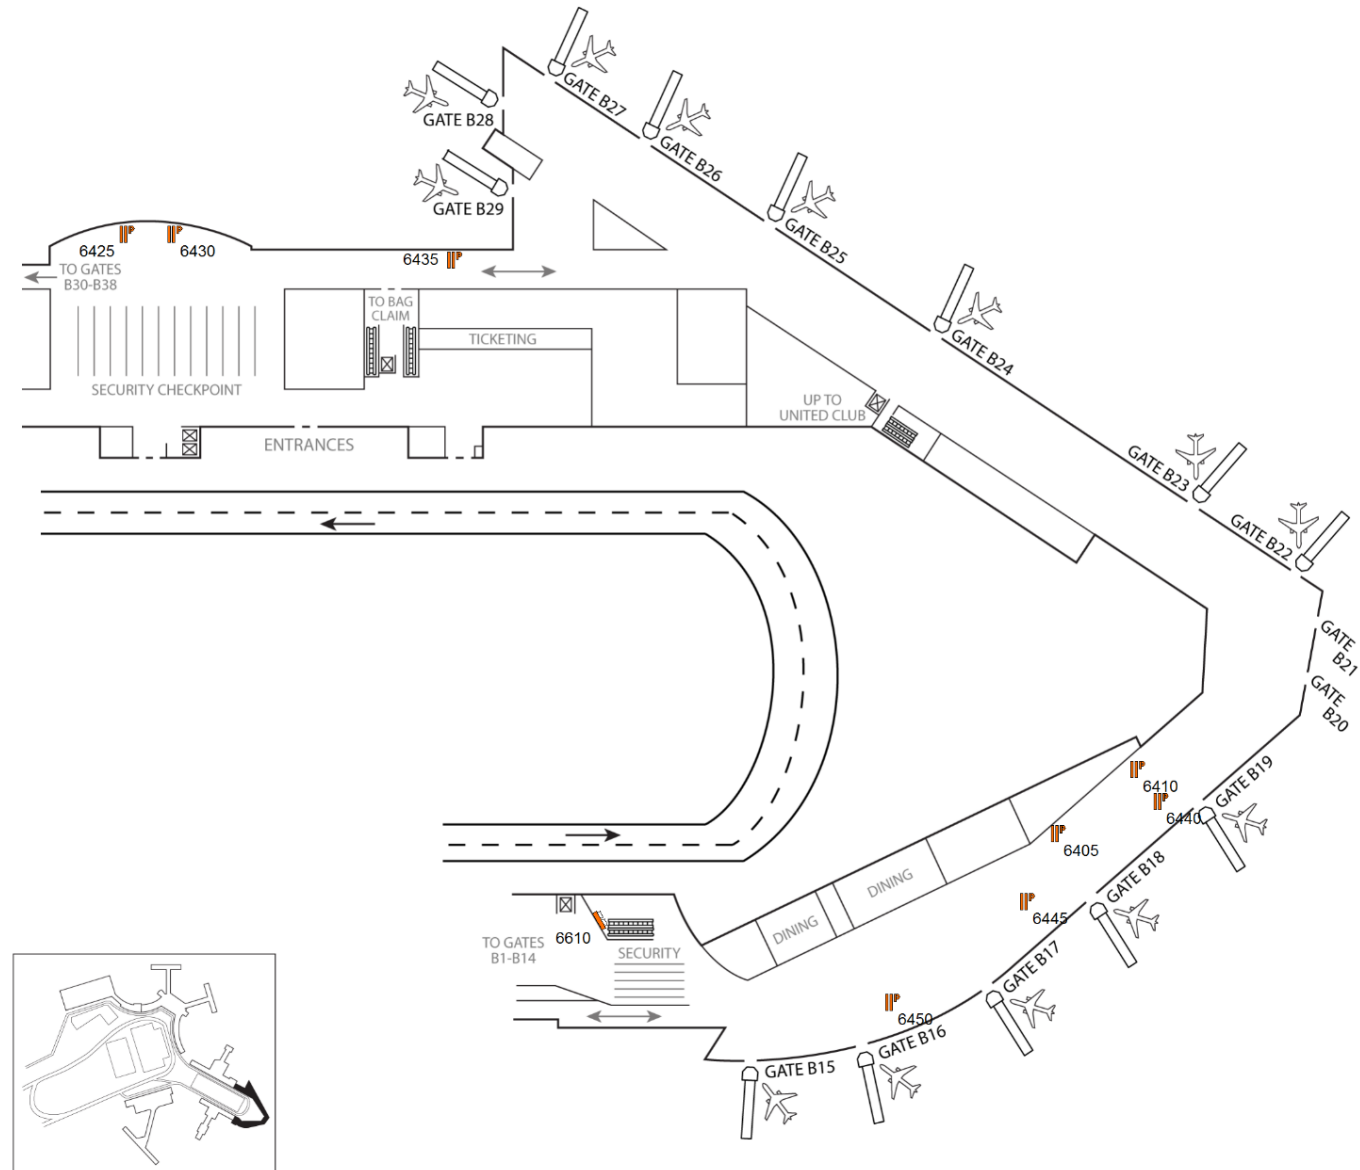 GATE B27
GATE B28
GATE B26
GATE B29
GATE B25
6425
P
P
6430
6435
P
TO GATES
B30-B38
TO BAG
CLAIM
TICKETING
GATE B24
SECURITY CHECKPOINT
UP TO
UNITED CLUB
ENTRANCES
GATE B23
GATE B22
GATE
B21
GATE
B20
P
6410
GATE B19
P
6440
P
6405
GATE B18
DINING
P
6445
DINING
6610
TO GATES
B1-B14
SECURITY
GATE B17
P
6450
GATE B16
GATE B15